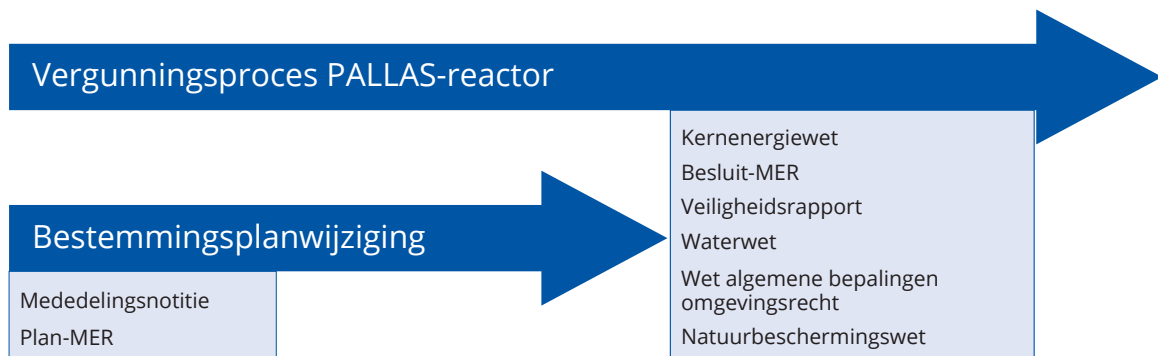 Vergunningsproces PALLAS-reactor
Kernenergiewet
Besluit-MER
Veiligheidsrapport
Waterwet
Wet algemene bepalingen
omgevingsrecht
Natuurbeschermingswet
Bestemmingsplanwijziging
Mededelingsnotitie
Plan-MER